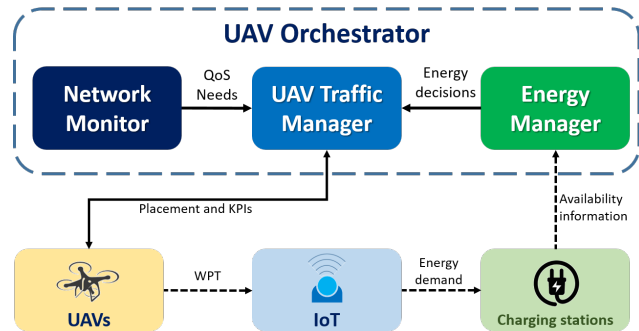 UAV Orchestrator
Network
Monitor
QoS
Needs
UAV Traffic
Manager
Energy
decisions
Energy
Manager
Placement and KPIs
Availability
information
UAVs
WPT
IoT
Energy
demand
Charging stations